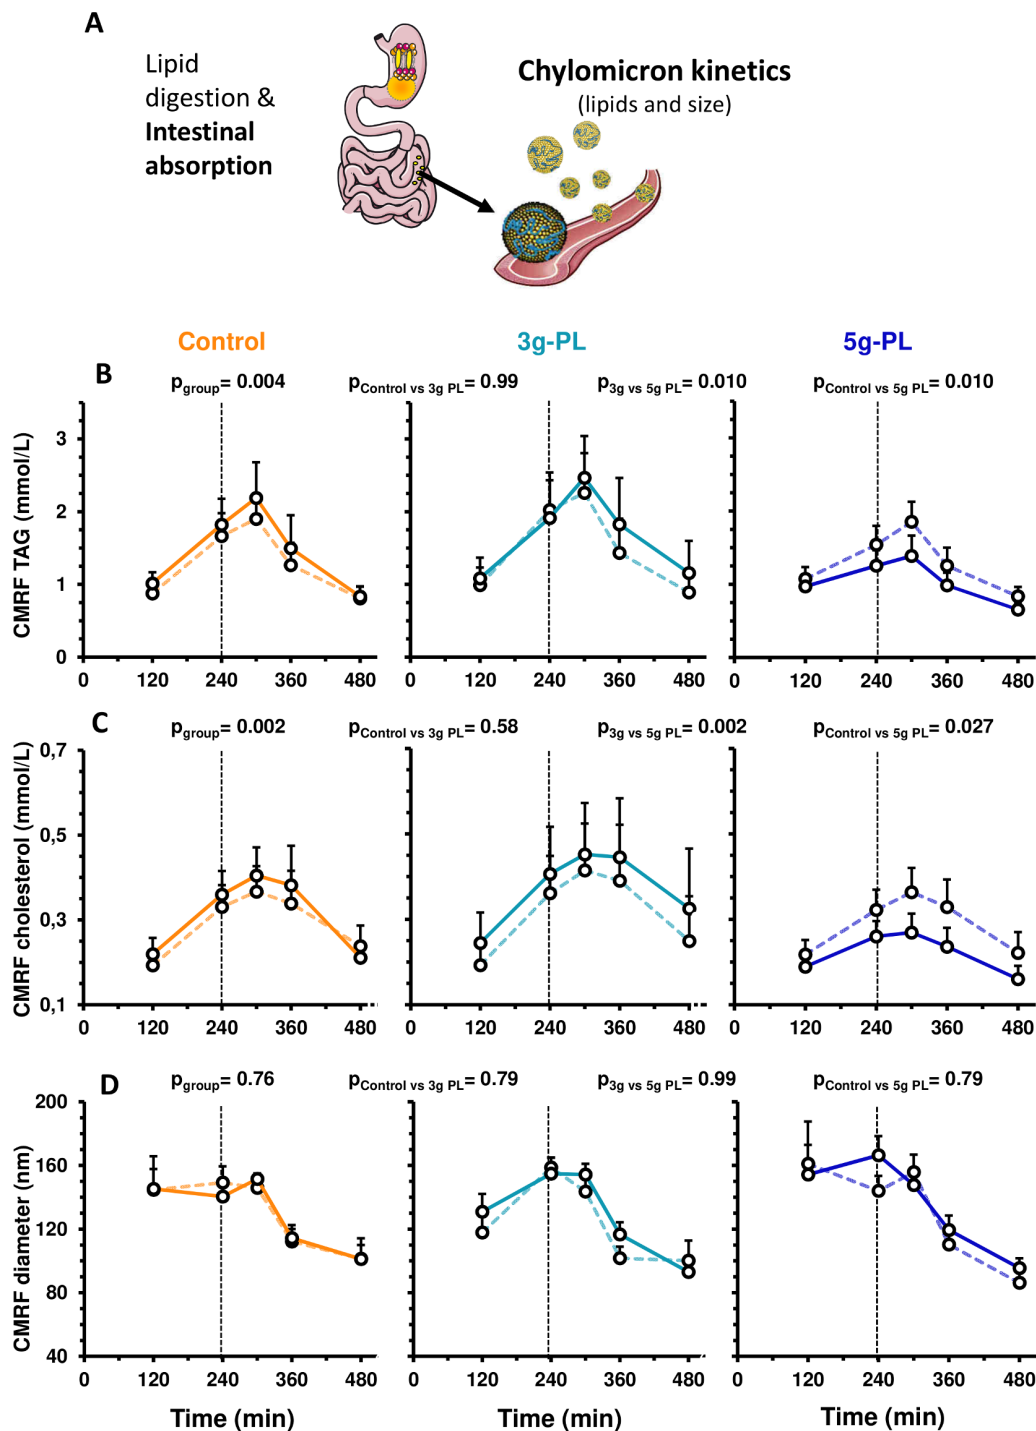 A
Lipid
digestion &
Intestinal
absorption
Chylomicron kinetics
(lipids and size)
Control
3g-PL
5g-PL
B
pgroup= 0.004
pControl vs 3g PL= 0.99
p3g vs 5g PL= 0.010
pControl vs 5g PL= 0.010
CMRF TAG (mmol/L)
3
2
1
0
0 120 240 360 480
0 120 240 360 480
0 120 240 360 480
C
pgroup= 0.002
pControl vs 3g PL= 0.58
p3g vs 5g PL= 0.002
pControl vs 5g PL= 0.027
CMRF cholesterol (mmol/L)
0,7
0,5
0,3
0,1
0 120 240 360 480
0 120 240 360 480
0 120 240 360 480
D
pgroup= 0.76
pControl vs 3g PL= 0.79
p3g vs 5g PL= 0.99
pControl vs 5g PL= 0.79
CMRF diameter (nm)
200
160
120
80
40
0 120 240 360 480
0 120 240 360 480
0 120 240 360 480
Time (min)
Time (min)
Time (min)